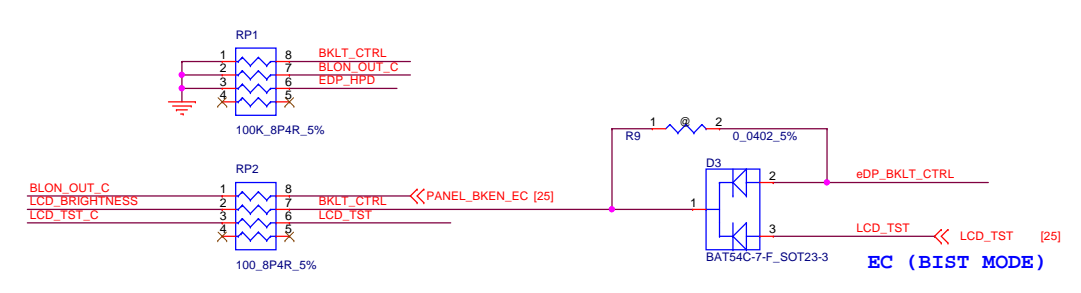 RP1
1 8 BKLT_CTRL
2 7 BLON_OUT_C
3 6 EDP_HPD
4 5
100K_8P4R_5%
1 @ 2
R9 0_0402_5%
RP2
D3
BLON_OUT_C 1 8 PANEL_BKEN_EC [25]
LCD_BRIGHTNESS 2 7 BKLT_CTRL
LCD_TST_C 3 6 LCD_TST
4 5
100_8P4R_5%
2 eDP_BKLT_CTRL
1
3 LCD_TST LCD_TST [25]
BAT54C-7-F_SOT23-3
EC (BIST MODE)